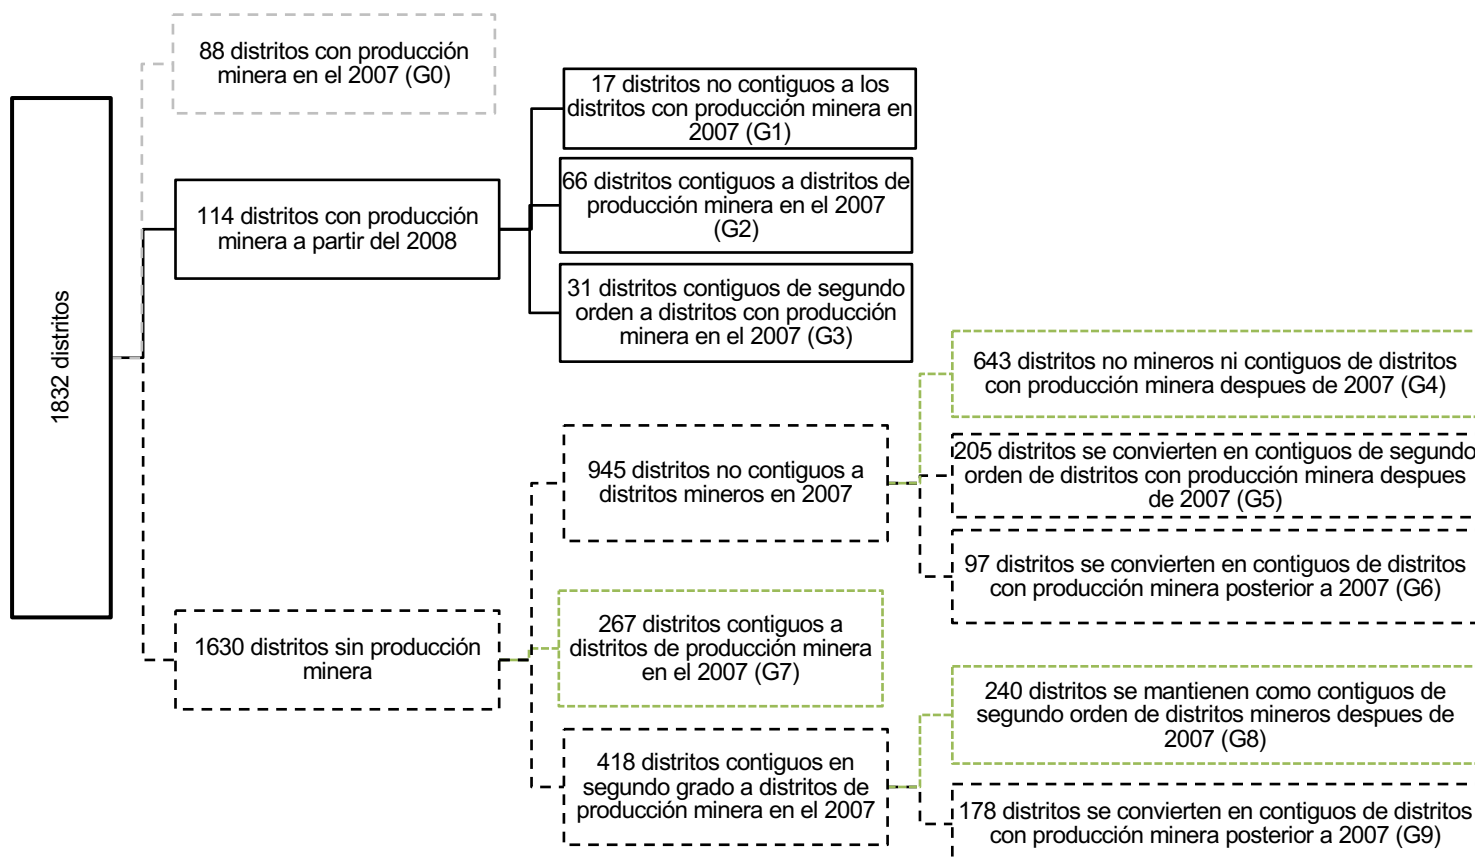 1832 distritos
88 distritos con producción
minera en el 2007 (G0)
114 distritos con producción
minera a partir del 2008
17 distritos no contiguos a los
distritos con producción minera en
2007 (G1)
66 distritos contiguos a distritos de
producción minera en el 2007
(G2)
31 distritos contiguos de segundo
orden a distritos con producción
minera en el 2007 (G3)
1630 distritos sin producción
minera
945 distritos no contiguos a
distritos mineros en 2007
643 distritos no mineros ni contiguos de distritos
con producción minera despues de 2007 (G4)
205 distritos se convierten en contiguos de segundo
orden de distritos con producción minera despues
de 2007 (G5)
97 distritos se convierten en contiguos de distritos
con producción minera posterior a 2007 (G6)
267 distritos contiguos a
distritos de producción minera
en el 2007 (G7)
418 distritos contiguos en
segundo grado a distritos de
producción minera en el 2007
240 distritos se mantienen como contiguos de
segundo orden de distritos mineros despues de
2007 (G8)
178 distritos se convierten en contiguos de distritos
con producción minera posterior a 2007 (G9)